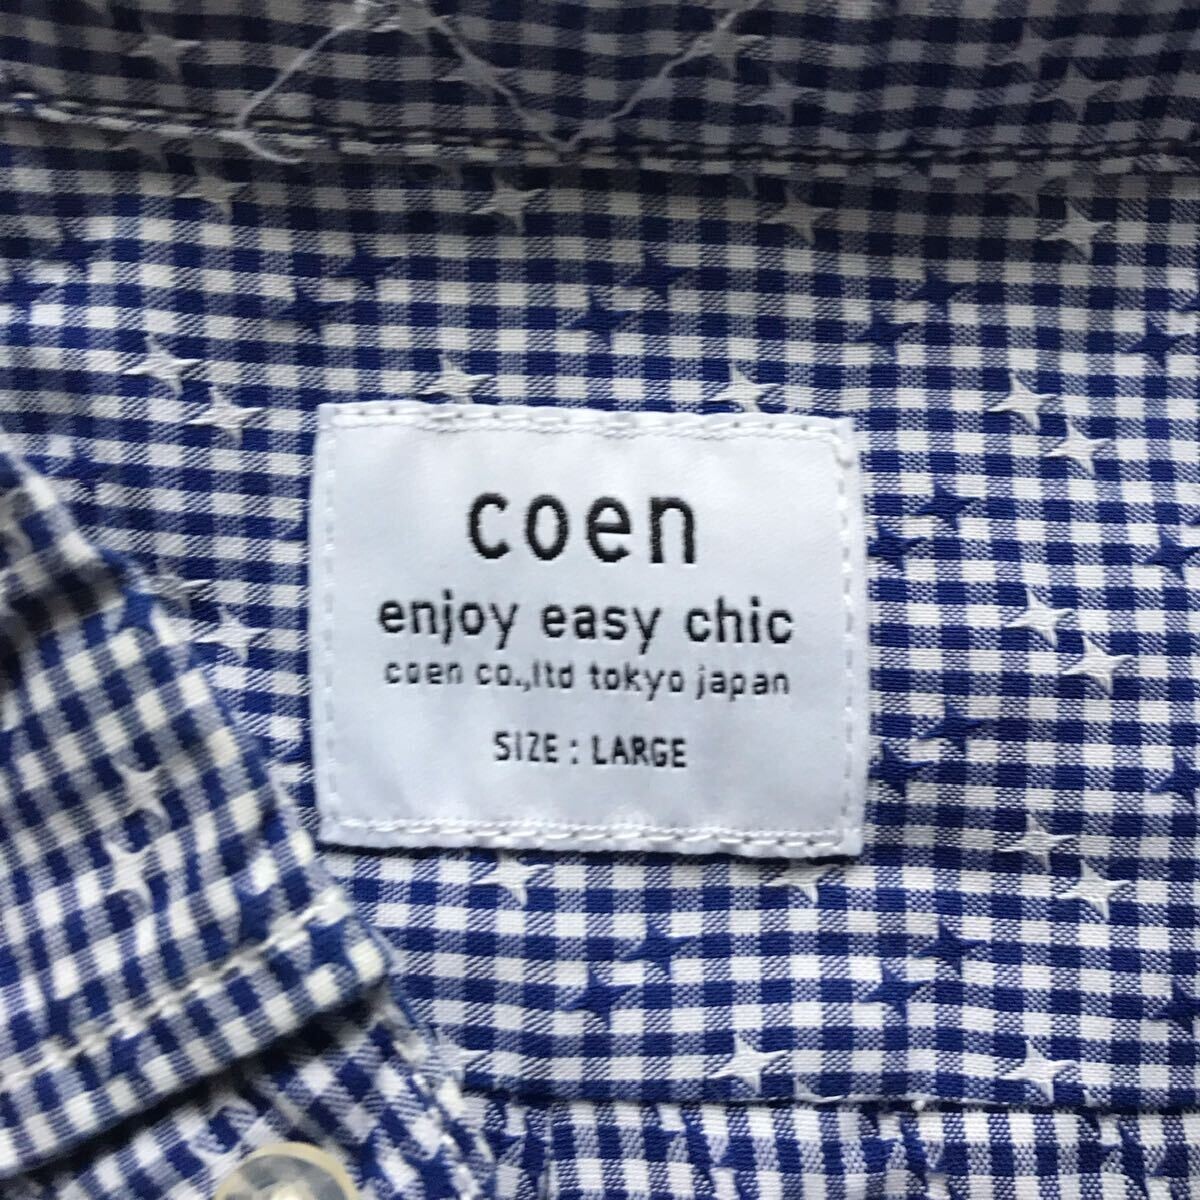 coen
enjoy easy chic
coen co.,ltd tokyo japan
SIZE : LARGE